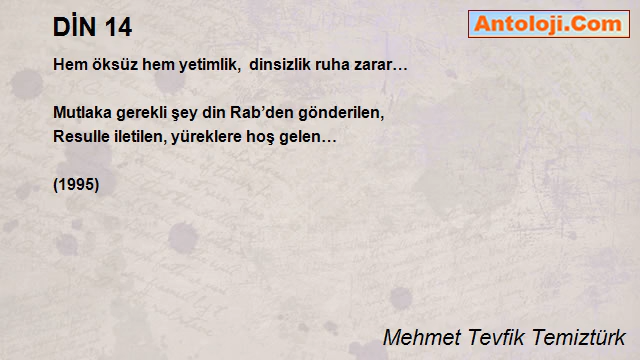 DİN 14
Antoloji.Com
Hem öksüz hem yetimlik,  dinsizlik ruha zarar…
Mutlaka gerekli şey din Rab’den gönderilen,
Resulle iletilen, yüreklere hoş gelen…
(1995)
Mehmet Tevfik Temiztürk